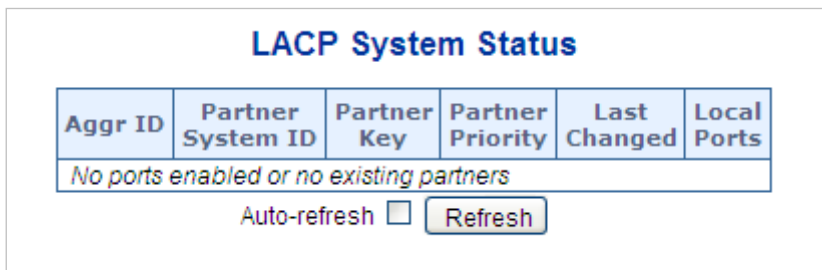 LACP System Status
Aggr ID Partner System ID Partner Key Partner Priority Last Changed Local Ports
No ports enabled or no existing partners
Auto-refresh Refresh